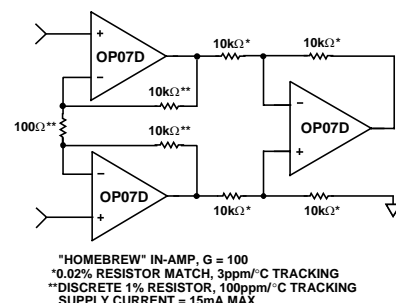 10kΩ* 10kΩ*
+
–
OP07D
10kΩ**
100Ω**
10kΩ**
–
+
OP07D
–
+
OP07D
10kΩ* 10kΩ*
"HOMEBREW" IN-AMP, G = 100
*0.02% RESISTOR MATCH, 3ppm/°C TRACKING
**DISCRETE 1% RESISTOR, 100ppm/°C TRACKING
SUPPLY CURRENT = 15mA MAX